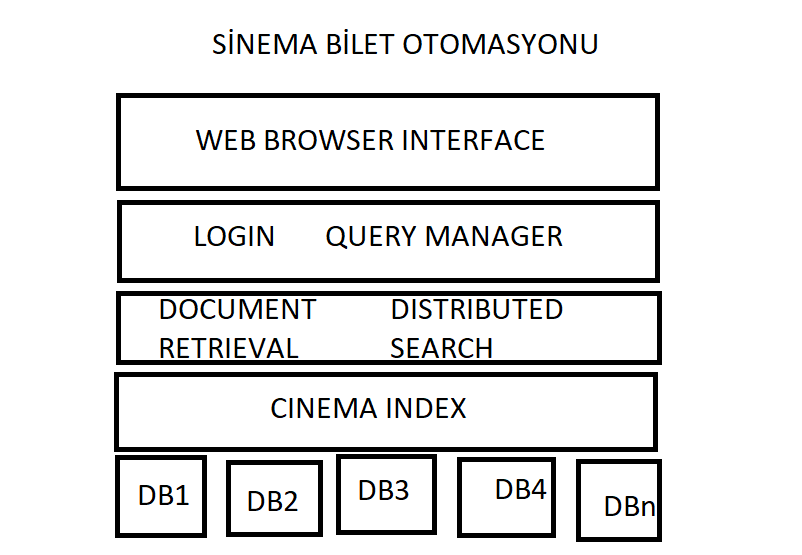 SİNEMA BİLET OTOMASYONU
WEB BROWSER INTERFACE
LOGIN QUERY MANAGER
DOCUMENT RETRIEVAL
DISTRIBUTED SEARCH
CINEMA INDEX
DB1 DB2 DB3 DB4 DBn